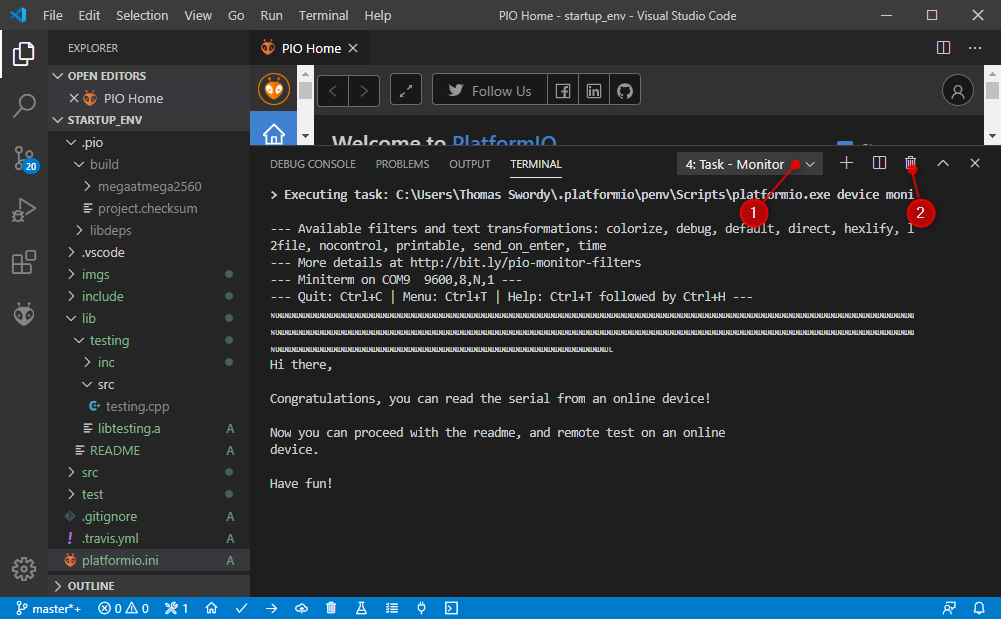 File Edit Selection View Go Run Terminal Help PIO Home - startup_env - Visual Studio Code
EXPLORER
PIO Home
OPEN EDITORS
PIO Home
STARTUP_ENV
.pio
build
megaatmega2560
project.checksum
libdeps
.vscode
imgs
include
lib
testing
inc
src
testing.cpp
libtesting.a A
README A
src
test
.gitignore A
.travis.yml A
platformio.ini A
OUTLINE
20
Follow Us
Welcome to PlatformIO
DEBUG CONSOLE PROBLEMS OUTPUT TERMINAL 4: Task - Monitor
1
2
> Executing task: C:\Users\Thomas Swordy\.platformio\penv\Scripts\platformio.exe device moni
--- Available filters and text transformations: colorize, debug, default, direct, hexlify, l
2file, nocontrol, printable, send_on_enter, time
--- More details at http://bit.ly/pio-monitor-filters
--- Miniterm on COM9  9600,8,N,1 ---
--- Quit: Ctrl+C | Menu: Ctrl+T | Help: Ctrl+T followed by Ctrl+H ---
Hi there,
Congratulations, you can read the serial from an online device!
Now you can proceed with the readme, and remote test on an online
device.
Have fun!
master*+ 0 0 1